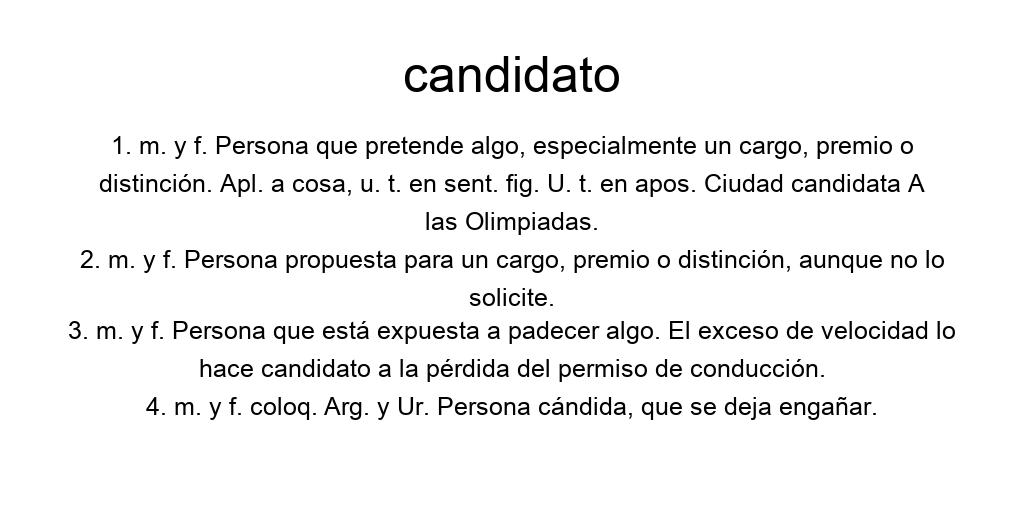 candidato
1. m. y f. Persona que pretende algo, especialmente un cargo, premio o
distinción. Apl. a cosa, u. t. en sent. fig. U. t. en apos. Ciudad candidata A
las Olimpiadas.
2. m. y f. Persona propuesta para un cargo, premio o distinción, aunque no lo
solicite.
3. m. y f. Persona que está expuesta a padecer algo. El exceso de velocidad lo
hace candidato a la pérdida del permiso de conducción.
4. m. y f. coloq. Arg. y Ur. Persona cándida, que se deja engañar.